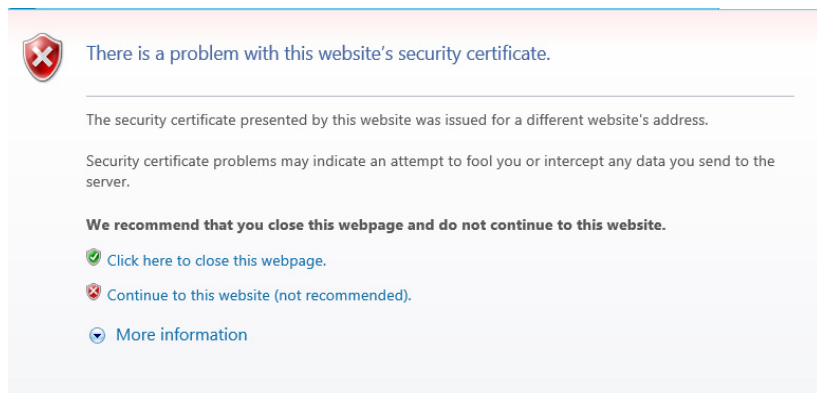 There is a problem with this website’s security certificate.
The security certificate presented by this website was issued for a different website's address.
Security certificate problems may indicate an attempt to fool you or intercept any data you send to the
server.
We recommend that you close this webpage and do not continue to this website.
Click here to close this webpage.
Continue to this website (not recommended).
More information